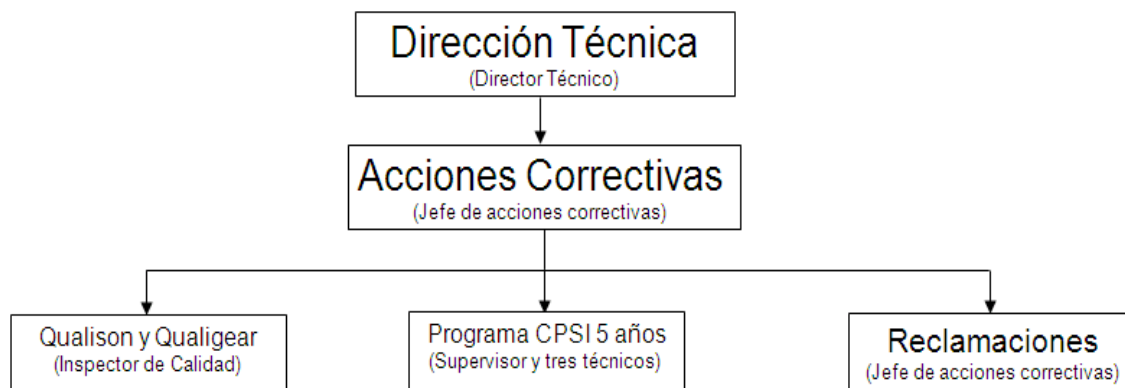 Dirección Técnica
(Director Técnico)
Acciones Correctivas
(Jefe de acciones correctivas)
Qualison y Qualigear
(Inspector de Calidad)
Programa CPSI 5 años
(Supervisor y tres técnicos)
Reclamaciones
(Jefe de acciones correctivas)